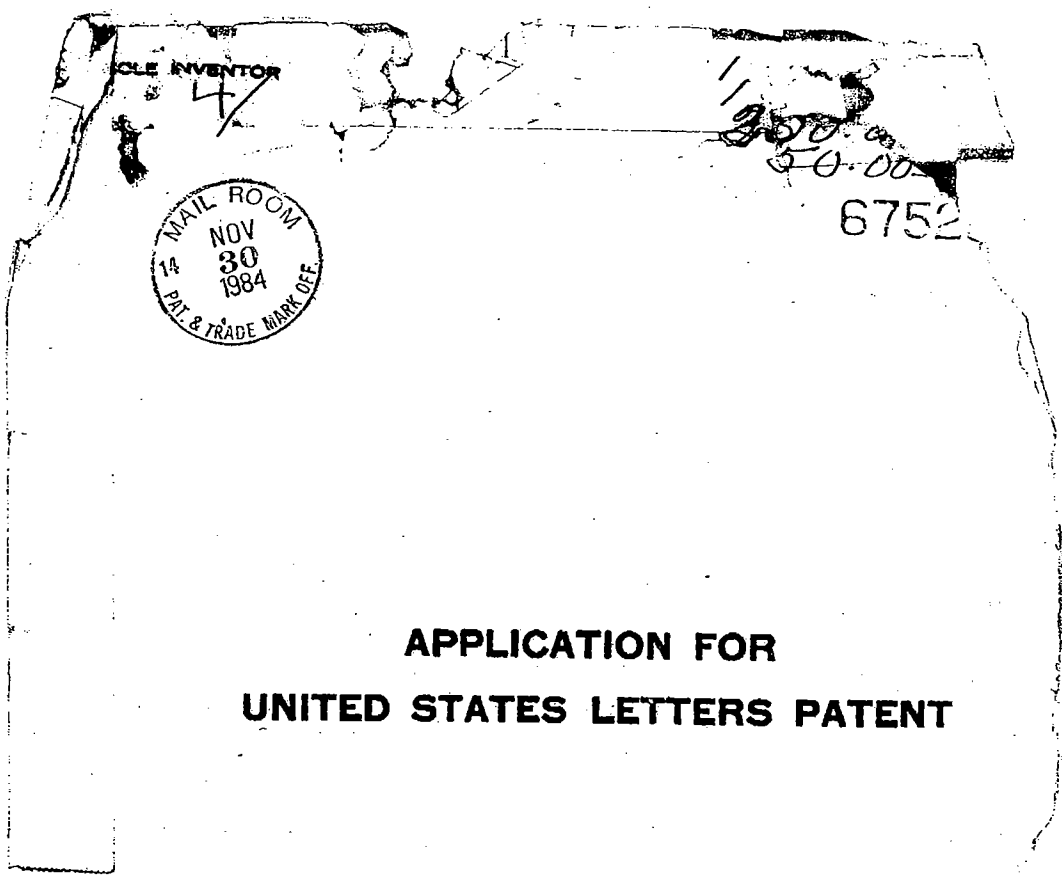 INVENTOR
4/
50.00
6752
MAIL ROOM
NOV
14 30
1984
PAT. & TRADE MARK OFF.
APPLICATION FOR
UNITED STATES LETTERS PATENT